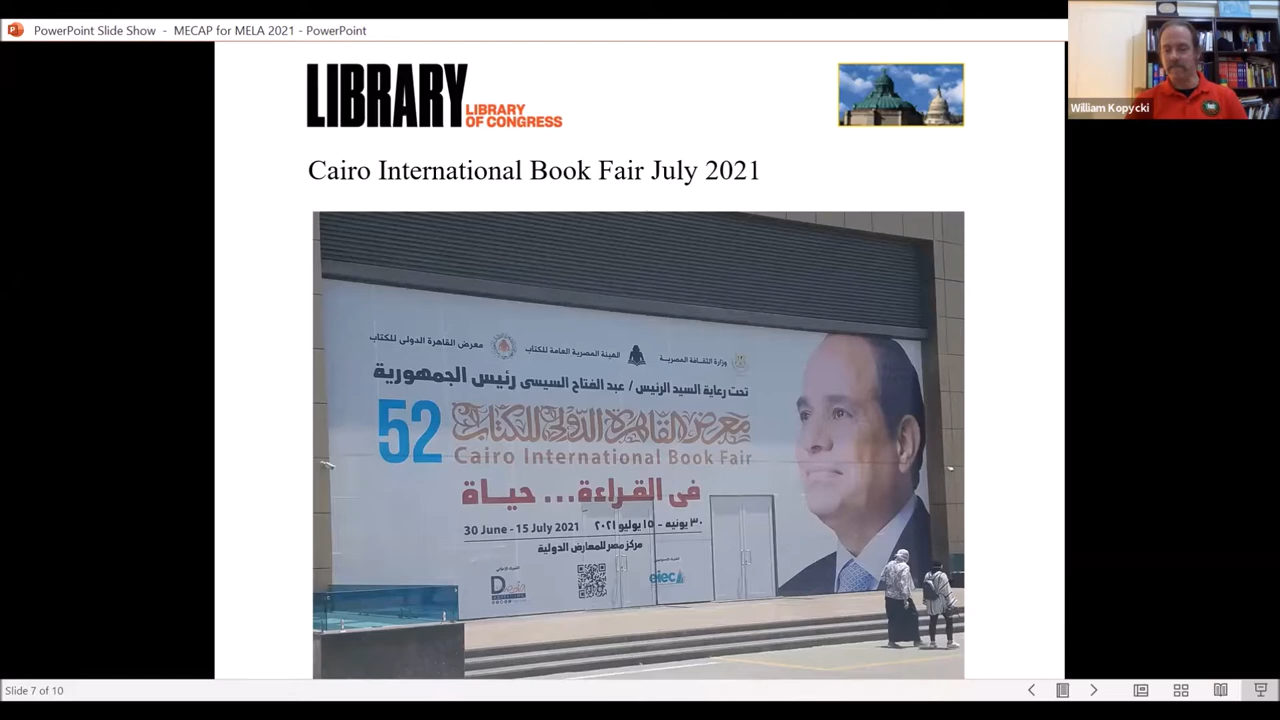 PowerPoint Slide Show - MECAP for MELA 2021 - PowerPoint
William Kopycki
LIBRARY
LIBRARY
OF CONGRESS
Cairo International Book Fair July 2021
وزارة الثقافة المصرية
الهيئة المصرية العامة للكتاب
معرض القاهرة الدولى للكتاب
تحت رعاية السيد الرئيس / عبد الفتاح السيسى رئيس الجمهورية
52
معرض القاهرة الدولى للكتاب
Cairo International Book Fair
فى القراءة... حياة
٣٠ يونيه - ١٥ يوليو ٢٠٢١
30 June - 15 July 2021
مركز مصر للمعارض الدولية
eiec
Slide 7 of 10